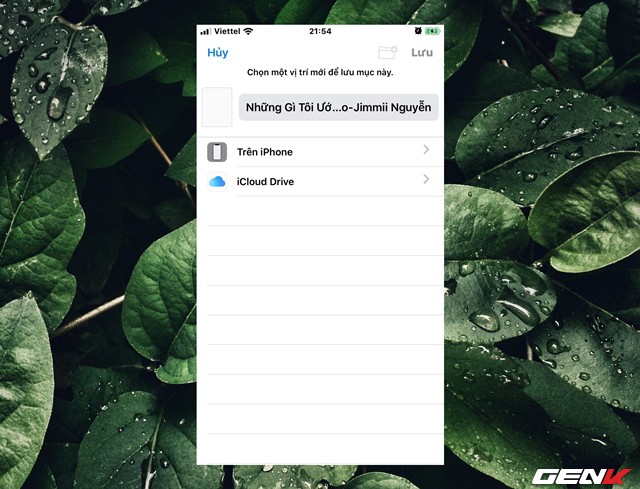 Viettel 21:54
Hủy Lưu
Chọn một vị trí mới để lưu mục này.
Những Gì Tôi Ướ...o-Jimmii Nguyễn
Trên iPhone
iCloud Drive
GENK